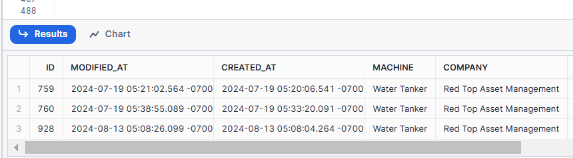 488
Results Chart
ID MODIFIED_AT CREATED_AT MACHINE COMPANY
1 759 2024-07-19 05:21:02.564 -0700 2024-07-19 05:20:06.541 -0700 Water Tanker Red Top Asset Management
2 760 2024-07-19 05:38:55.089 -0700 2024-07-19 05:33:20.091 -0700 Water Tanker Red Top Asset Management
3 928 2024-08-13 05:08:26.099 -0700 2024-08-13 05:08:04.264 -0700 Water Tanker Red Top Asset Management